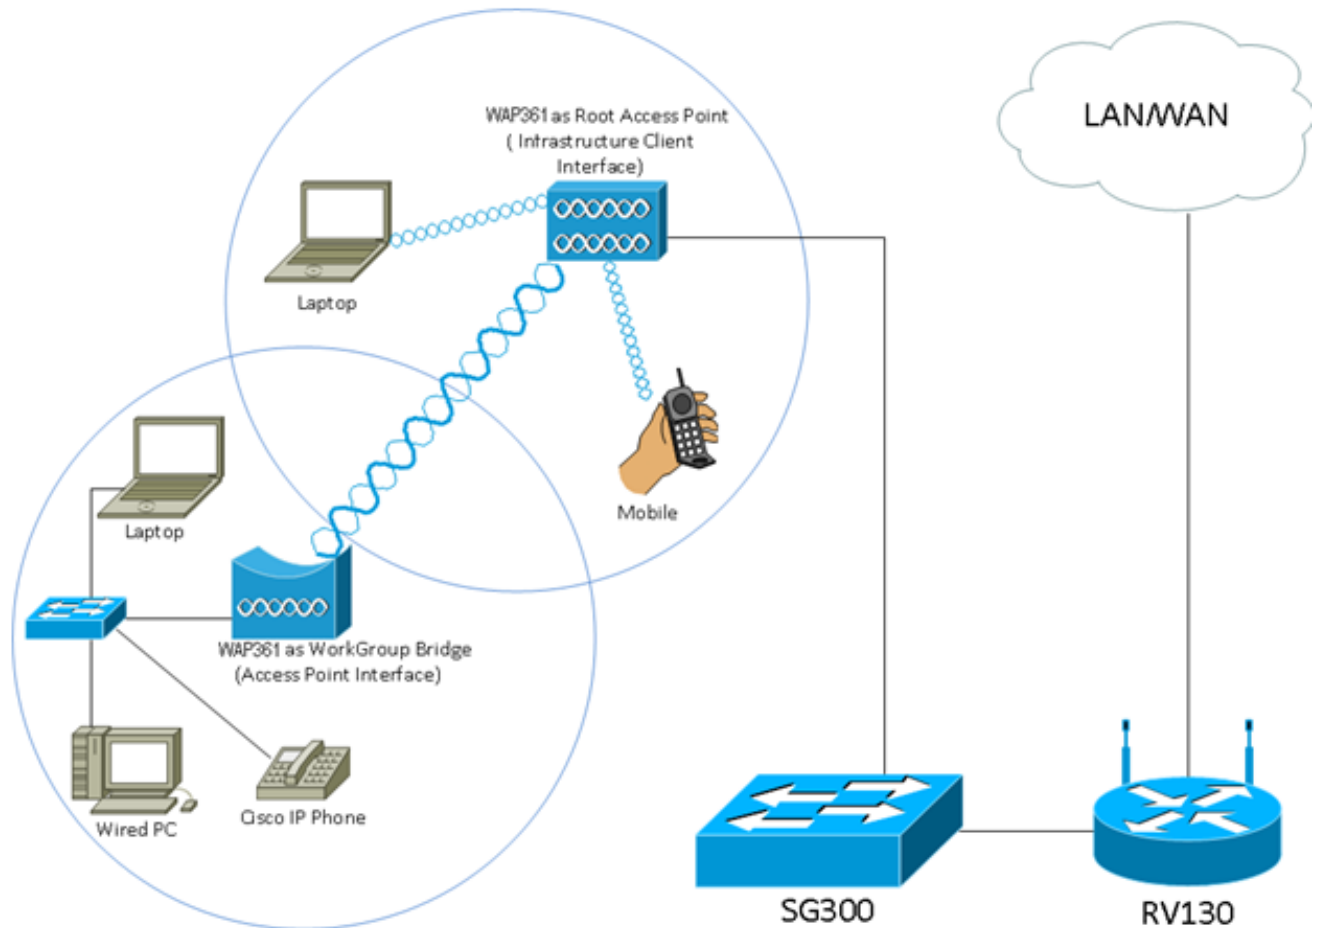 WAP361 as Root Access Point
( Infrastructure Client
Interface)
LAN/WAN
Laptop
Mobile
Laptop
WAP361 as WorkGroup Bridge
(Access Point Interface)
Wired PC
Cisco IP Phone
SG300
RV130